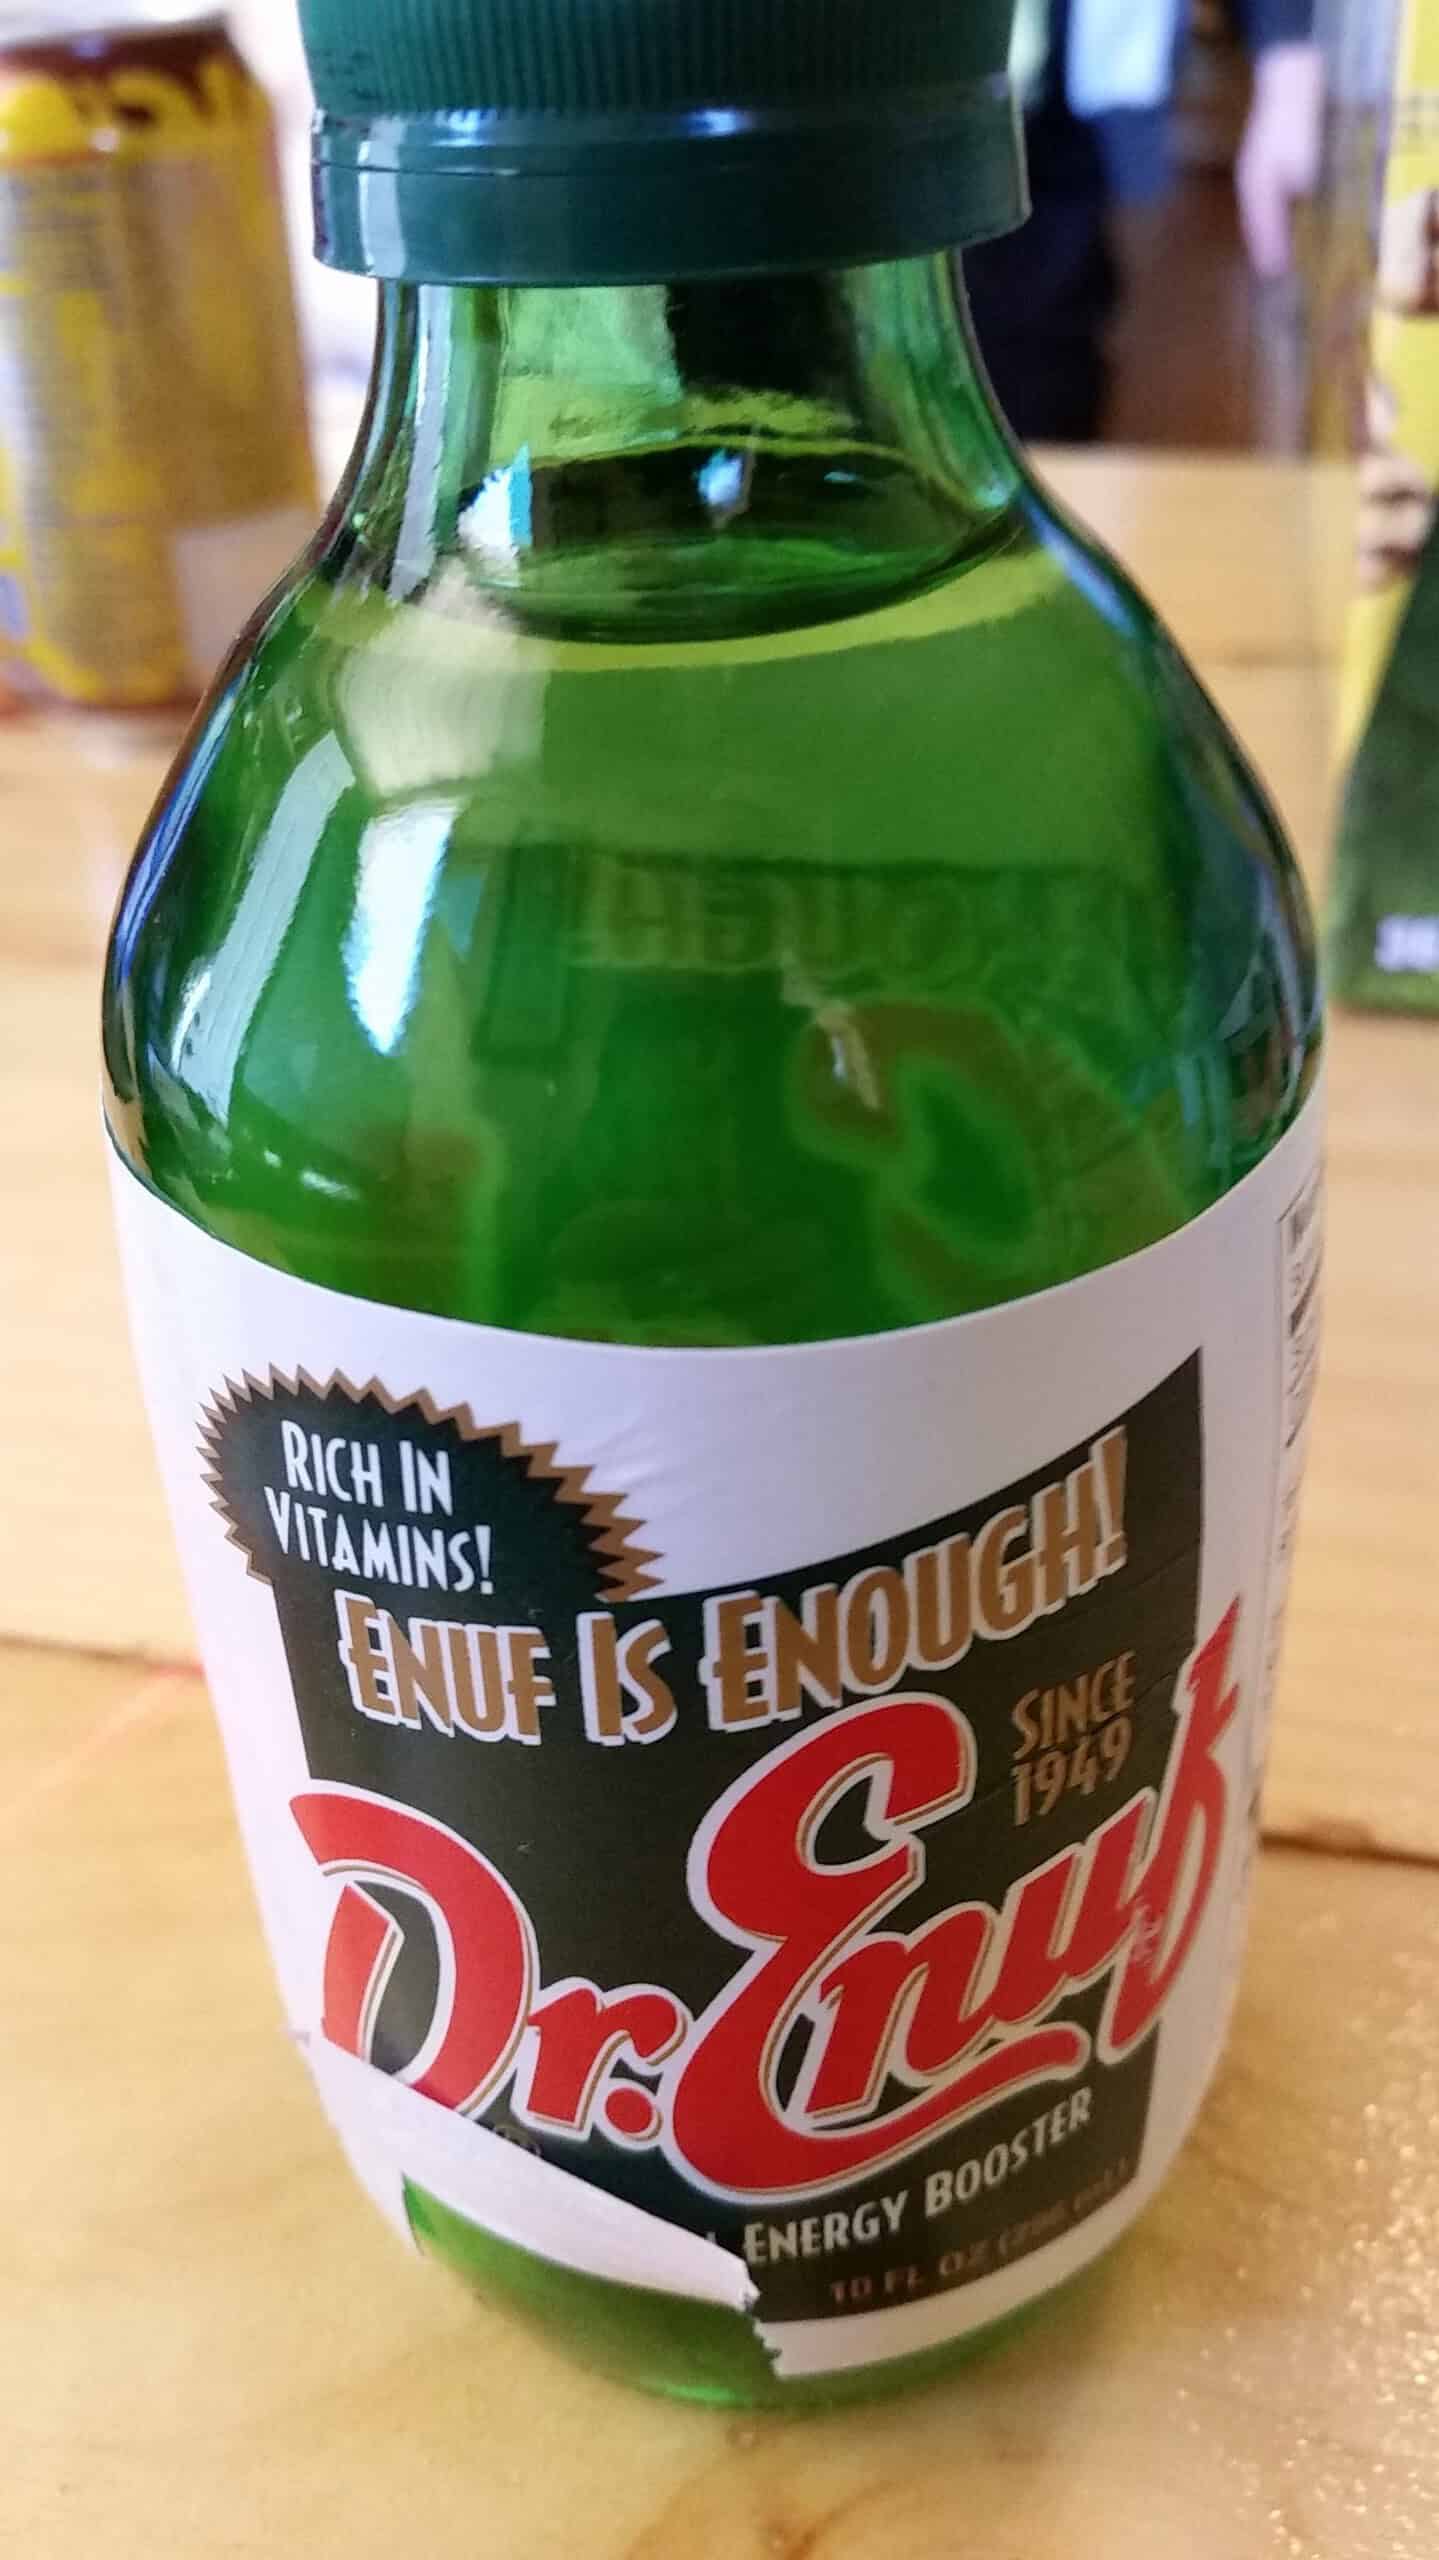 RICH IN
VITAMINS!
ENUF IS ENOUGH!
SINCE
1949
Dr. Enuf
ENERGY BOOSTER
10 FL OZ